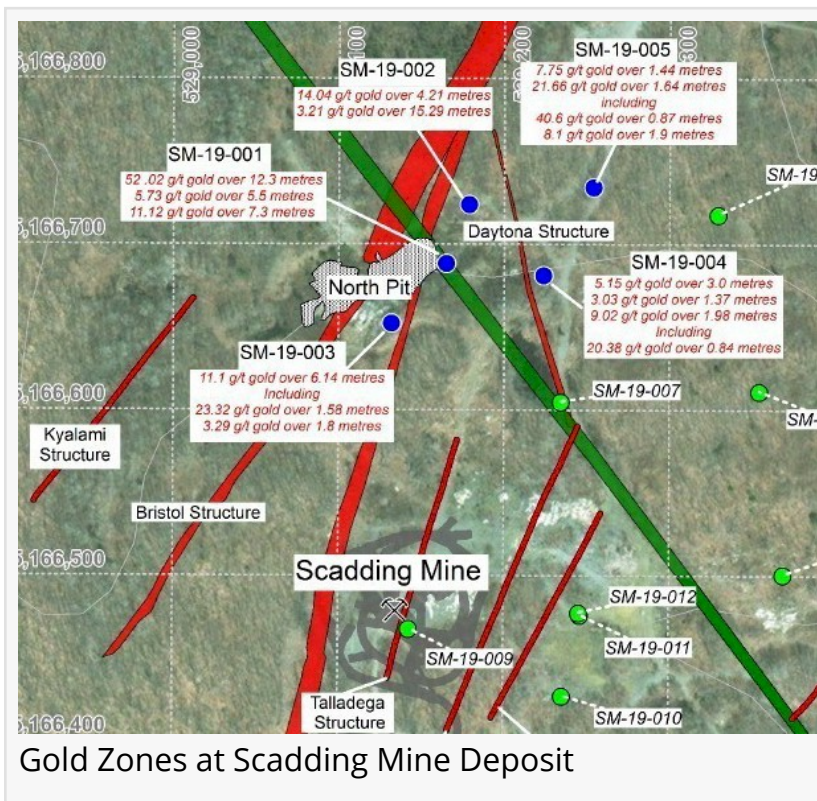 5,166,800
529,000
100
529,200
300
SM-19-002
14.04 g/t gold over 4.21 metres
3.21 g/t gold over 15.29 metres
SM-19-005
7.75 g/t gold over 1.44 metres
21.66 g/t gold over 1.64 metres
including
40.6 g/t gold over 0.87 metres
8.1 g/t gold over 1.9 metres
SM-19-001
52 .02 g/t gold over 12.3 metres
5.73 g/t gold over 5.5 metres
11.12 g/t gold over 7.3 metres
SM-19
5,166,700
Daytona Structure
North Pit
SM-19-004
5.15 g/t gold over 3.0 metres
3.03 g/t gold over 1.37 metres
9.02 g/t gold over 1.98 metres
Including
20.38 g/t gold over 0.84 metres
SM-19-003
11.1 g/t gold over 6.14 metres
Including
23.32 g/t gold over 1.58 metres
3.29 g/t gold over 1.8 metres
5,166,600
SM-19-007
SM-
Kyalami
Structure
Bristol Structure
5,166,500
Scadding Mine
SM-19-012
SM-19-011
SM-19-009
Talladega
Structure
SM-19-010
5,166,400
Gold Zones at Scadding Mine Deposit